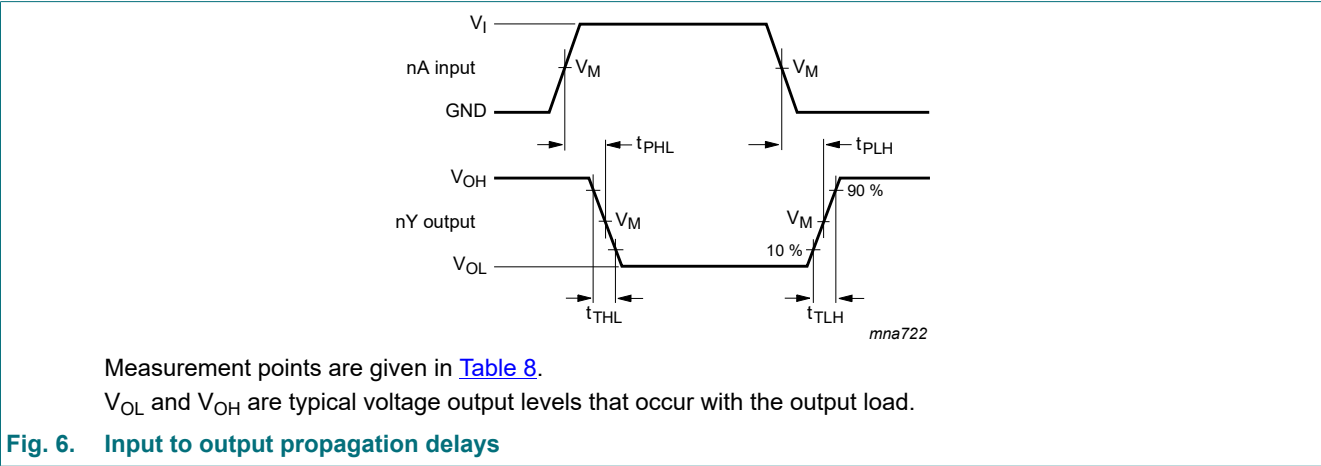 VI
nA input
VM
VM
GND
tPHL
tPLH
VOH
90 %
nY output
VM
VM
10 %
VOL
tTHL
tTLH
mna722
Measurement points are given in Table 8.
VOL and VOH are typical voltage output levels that occur with the output load.
Fig. 6. Input to output propagation delays